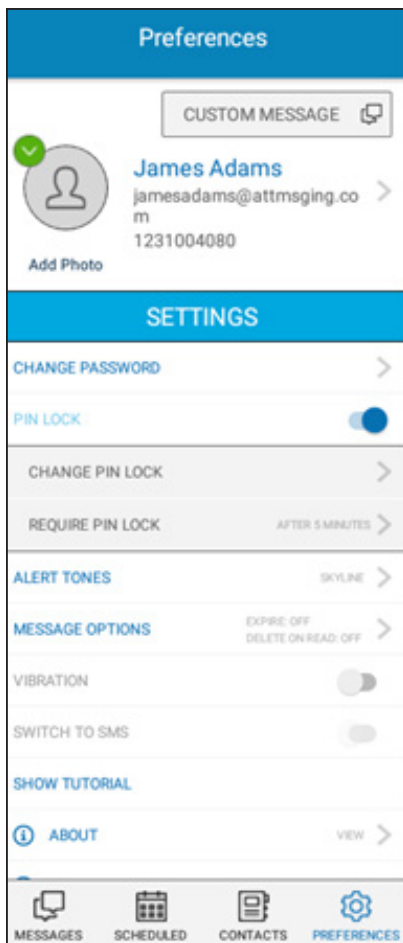 Preferences
CUSTOM MESSAGE
James Adams
jamesadams@attmsging.co
m
1231004080
Add Photo
SETTINGS
CHANGE PASSWORD
PIN LOCK
CHANGE PIN LOCK
REQUIRE PIN LOCK AFTER 5 MINUTES
ALERT TONES SKYLINE
MESSAGE OPTIONS EXPIRE: OFF
DELETE ON READ: OFF
VIBRATION
SWITCH TO SMS
SHOW TUTORIAL
ABOUT VIEW
MESSAGES SCHEDULED CONTACTS PREFERENCES